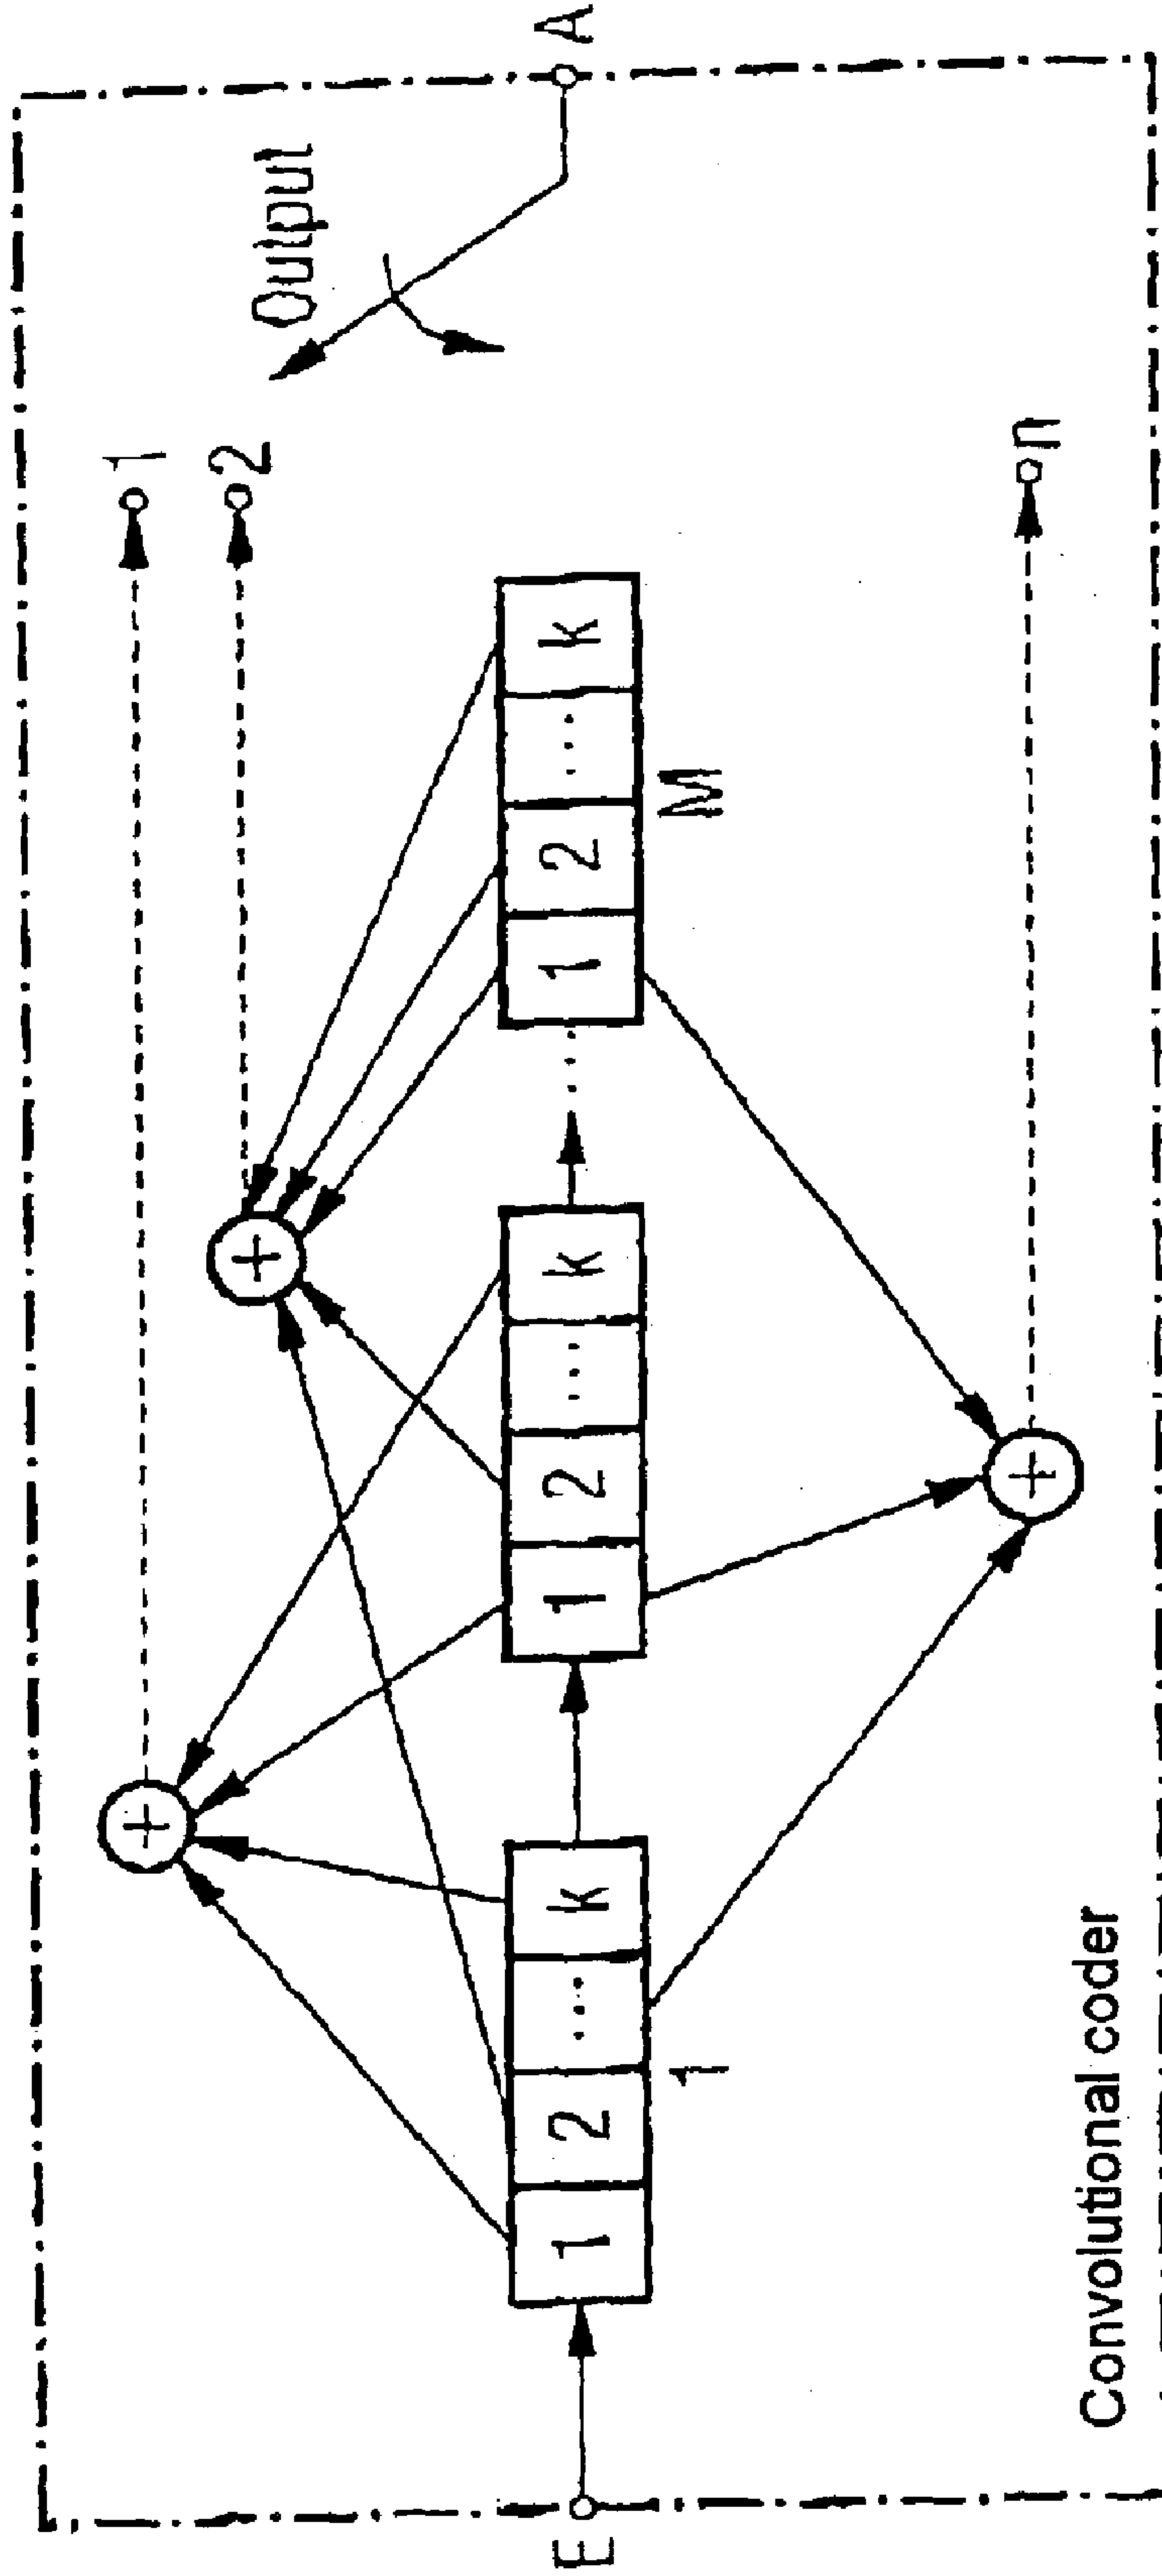 Output
A
1
2
+
+
E
1 2 ... k
1 2 ... k
...
1 2 ... k
1
M
+
n
Convolutional coder